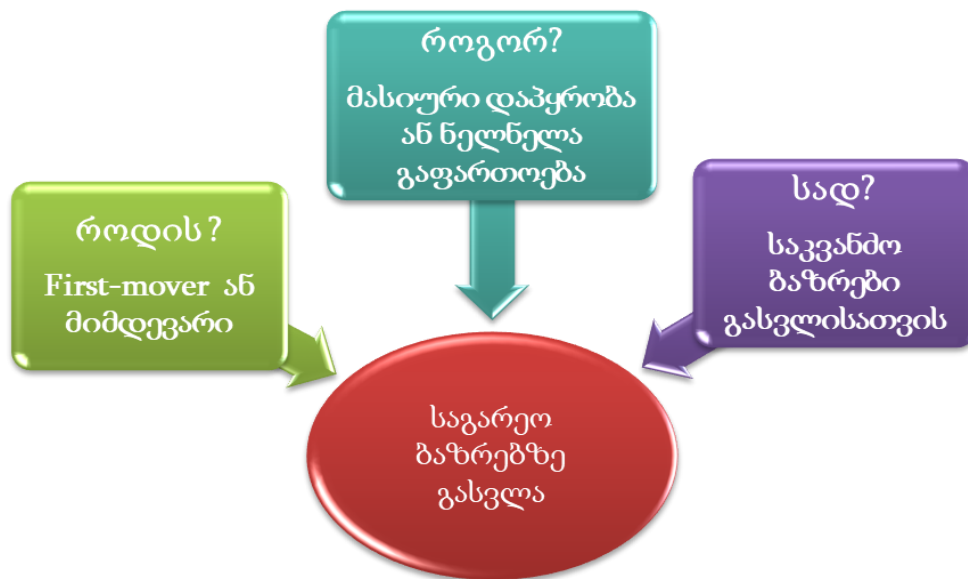 როგორ?
მასიური დაპყრობა
ან ნელნელა
გაფართოება
როდის?
First-mover ან
მიმდევარი
სად?
საკვანძო
ბაზრები
გასვლისათვის
საგარეო
ბაზრებზე
გასვლა